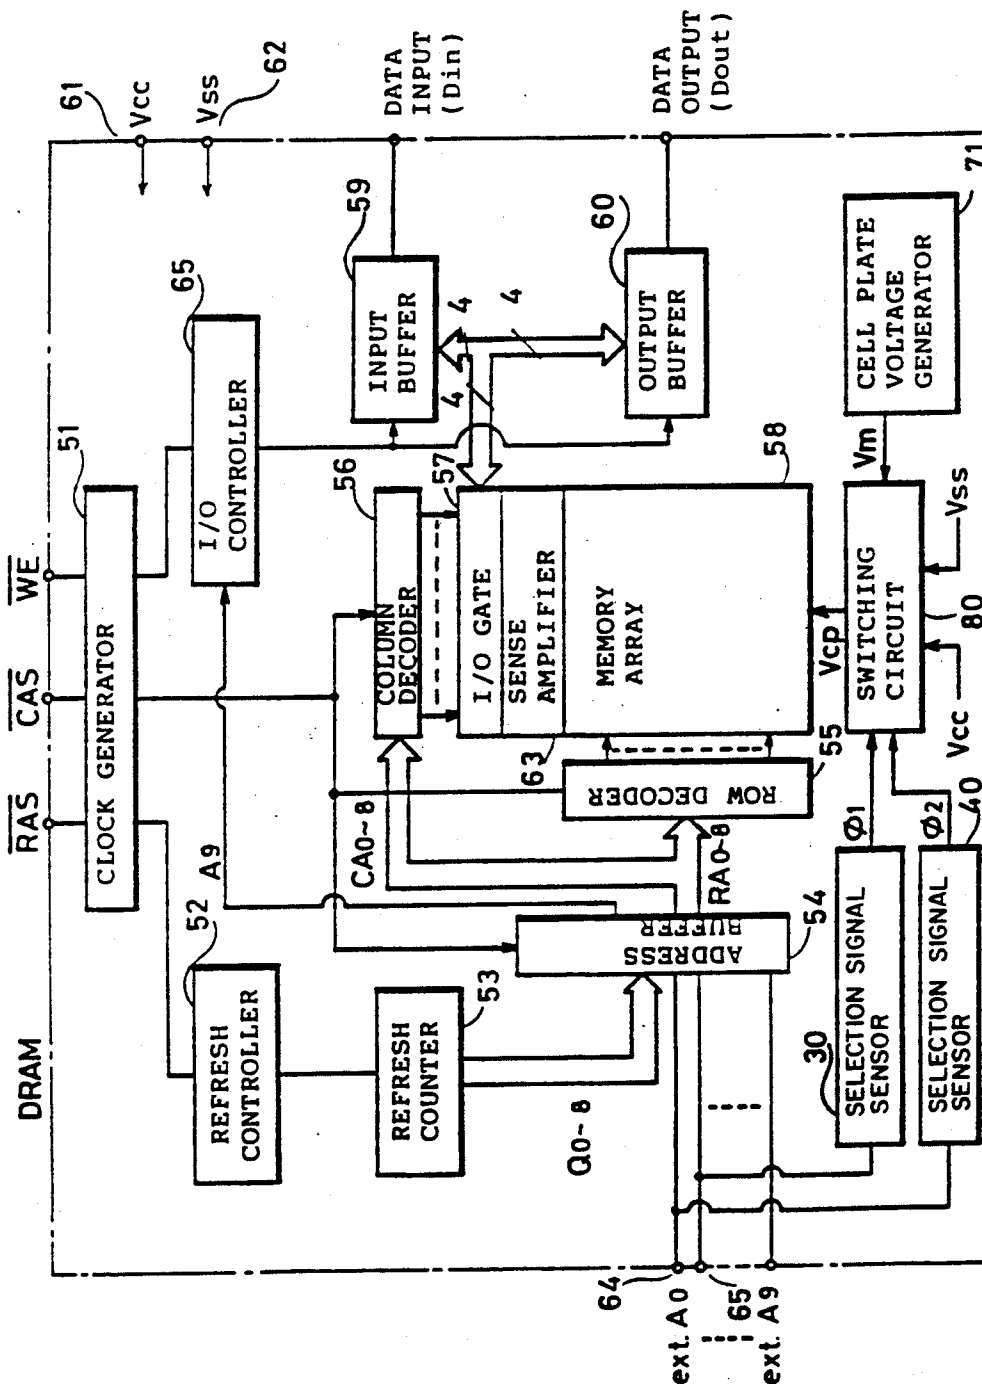 DRAM
RAS
CAS
WE
61
Vcc
Vss
62
51
CLOCK GENERATOR
52
REFRESH
CONTROLLER
A9
65
I/O
CONTROLLER
59
INPUT
BUFFER
DATA
INPUT
(Din)
53
REFRESH
COUNTER
Q0~8
CA0~8
56
COLUMN
DECODER
57
4
4
4
60
OUTPUT
BUFFER
DATA
OUTPUT
(Dout)
I/O GATE
SENSE
AMPLIFIER
63
MEMORY
ARRAY
58
ROW DECODER
55
RA0~8
ADDRESS
BUFFER
54
64
ext. A0
65
ext. A9
30
SELECTION SIGNAL
SENSOR
Φ1
SELECTION SIGNAL
SENSOR
Φ2
40
Vcp
SWITCHING
CIRCUIT
80
Vcc
Vss
Vm
CELL PLATE
VOLTAGE
GENERATOR
71